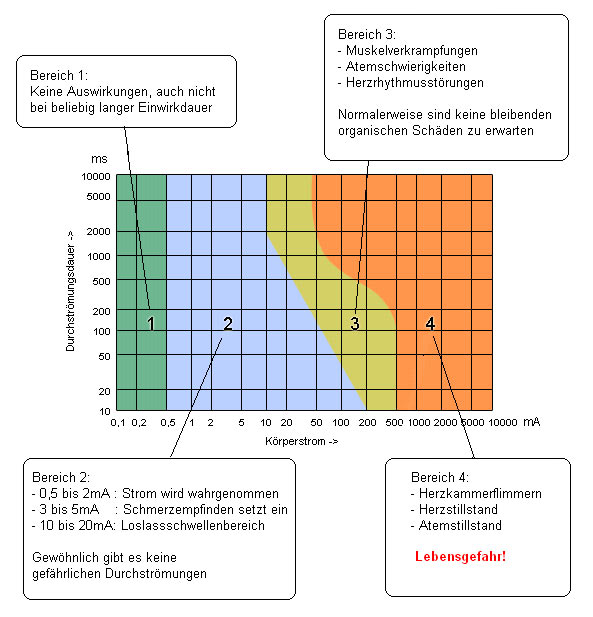 Bereich 1:
Keine Auswirkungen, auch nicht
bei beliebig langer Einwirkdauer
Bereich 3:
- Muskelverkrampfungen
- Atemschwierigkeiten
- Herzrhythmusstörungen
Normalerweise sind keine bleibenden
organischen Schäden zu erwarten
ms
10000
5000
2000
1000
500
200
100
50
20
10
Durchströmungsdauer ->
1
2
3
4
0,1 0,2 0,5 1 2 5 10 20 50 100 200 500 1000 2000 5000 10000 mA
Körperstrom ->
Bereich 2:
- 0,5 bis 2mA : Strom wird wahrgenommen
- 3 bis 5mA : Schmerzempfinden setzt ein
- 10 bis 20mA: Loslassschwellenbereich
Gewöhnlich gibt es keine
gefährlichen Durchströmungen
Bereich 4:
- Herzkammerflimmern
- Herzstillstand
- Atemstillstand
Lebensgefahr!